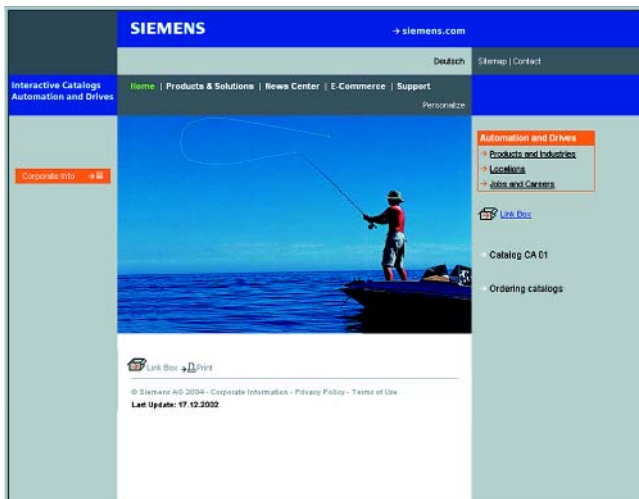 SIEMENS
→ siemens.com
Deutsch
Sitemap | Contact
Interactive Catalogs
Automation and Drives
Home | Products & Solutions | News Center | E-Commerce | Support
Personalize
Corporate Info →
Automation and Drives
→ Products and Industries
→ Locations
→ Jobs and Careers
Link Box
→ Catalog CA 01
→ Ordering catalogs
Link Box → Print
© Siemens AG 2004 - Corporate Information - Privacy Policy - Terms of Use
Last Update: 17.12.2002